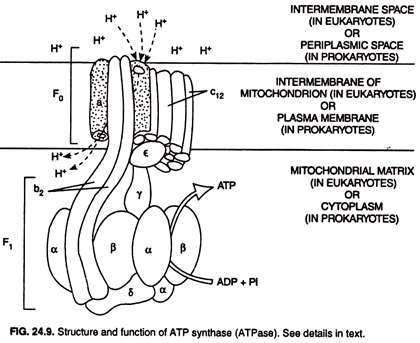 INTERMEMBRANE SPACE
(IN EUKARYOTES)
OR
PERIPLASMIC SPACE
(IN PROKARYOTES)
H⁺ H⁺ H⁺
H⁺ H⁺ H⁺ H⁺
F₀
a
c₁₂
INTERMEMBRANE OF
MITOCHONDRION (IN EUKARYOTES)
OR
PLASMA MEMBRANE
(IN PROKARYOTES)
H⁺
H⁺
ε
b₂
γ
MITOCHONDRIAL MATRIX
(IN EUKARYOTES)
OR
CYTOPLASM
(IN PROKARYOTES)
ATP
F₁
α β α β
ADP + PI
δ α
FIG. 24.9. Structure and function of ATP synthase (ATPase). See details in text.